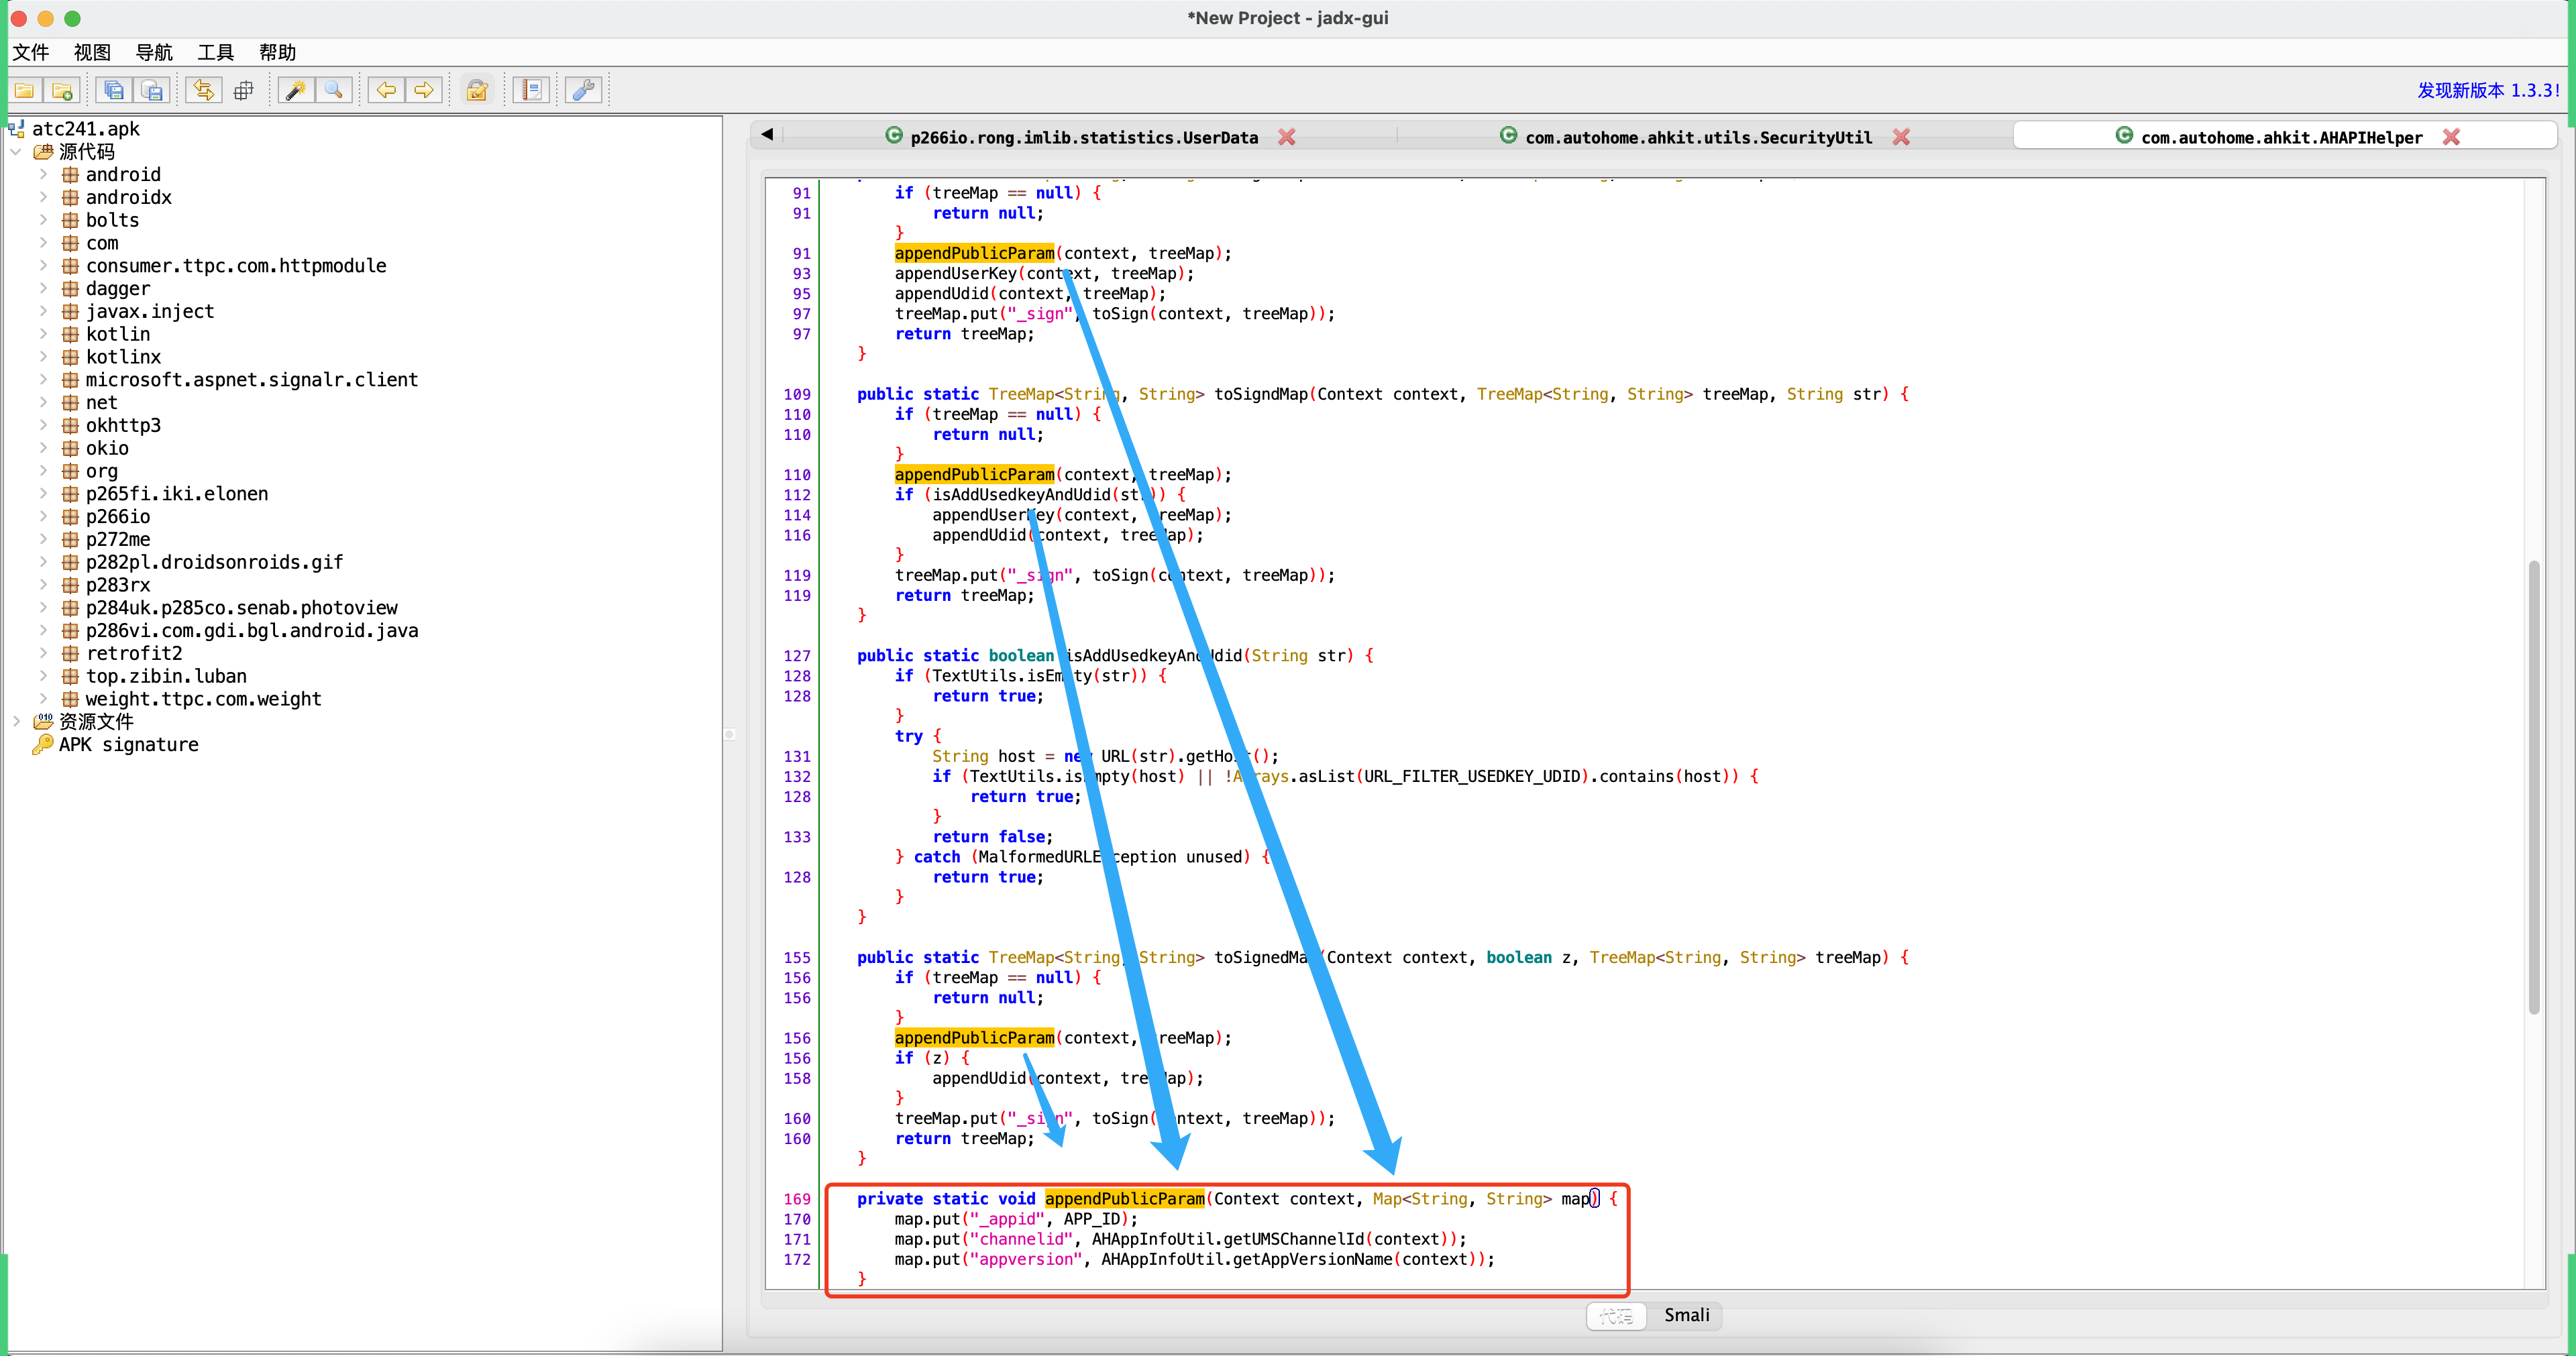 *New Project - jadx-gui
文件 视图 导航 工具 帮助
发现新版本 1.3.3!
atc241.apk
源代码
android
androidx
bolts
com
consumer.ttpc.com.httpmodule
dagger
javax.inject
kotlin
kotlinx
microsoft.aspnet.signalr.client
net
okhttp3
okio
org
p265fi.iki.elonen
p266io
p272me
p282pl.droidsonroids.gif
p283rx
p284uk.p285co.senab.photoview
p286vi.com.gdi.bgl.android.java
retrofit2
top.zibin.luban
weight.ttpc.com.weight
资源文件
APK signature
p266io.rong.imlib.statistics.UserData com.autohome.ahkit.utils.SecurityUtil com.autohome.ahkit.AHAPIHelper
91 if (treeMap == null) {
91 return null;
}
91 appendPublicParam(context, treeMap);
93 appendUserKey(context, treeMap);
95 appendUdid(context, treeMap);
97 treeMap.put("_sign", toSign(context, treeMap));
97 return treeMap;
}
109 public static TreeMap<String, String> toSigndMap(Context context, TreeMap<String, String> treeMap, String str) {
110 if (treeMap == null) {
110 return null;
}
110 appendPublicParam(context, treeMap);
112 if (isAddUsedkeyAndUdid(str)) {
114 appendUserKey(context, treeMap);
116 appendUdid(context, treeMap);
}
119 treeMap.put("_sign", toSign(context, treeMap));
119 return treeMap;
}
127 public static boolean isAddUsedkeyAndUdid(String str) {
128 if (TextUtils.isEmpty(str)) {
128 return true;
}
try {
131 String host = new URL(str).getHost();
132 if (TextUtils.isEmpty(host) || !Arrays.asList(URL_FILTER_USEDKEY_UDID).contains(host)) {
128 return true;
}
133 return false;
} catch (MalformedURLException unused) {
128 return true;
}
}
155 public static TreeMap<String, String> toSignedMap(Context context, boolean z, TreeMap<String, String> treeMap) {
156 if (treeMap == null) {
156 return null;
}
156 appendPublicParam(context, treeMap);
156 if (z) {
158 appendUdid(context, treeMap);
}
160 treeMap.put("_sign", toSign(context, treeMap));
160 return treeMap;
}
169 private static void appendPublicParam(Context context, Map<String, String> map) {
170 map.put("_appid", APP_ID);
171 map.put("channelid", AHAppInfoUtil.getUMSChannelId(context));
172 map.put("appversion", AHAppInfoUtil.getAppVersionName(context));
}
代码 Smali